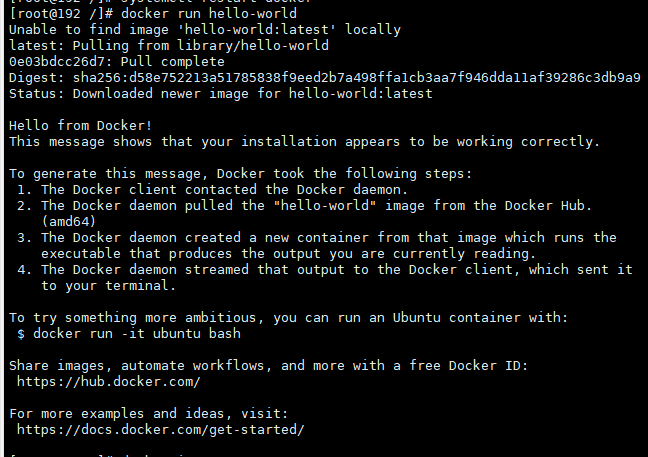 [root@192 /]# systemctl restart docker
[root@192 /]# docker run hello-world
Unable to find image 'hello-world:latest' locally
latest: Pulling from library/hello-world
0e03bdcc26d7: Pull complete
Digest: sha256:d58e752213a51785838f9eed2b7a498ffa1cb3aa7f946dda11af39286c3db9a9
Status: Downloaded newer image for hello-world:latest
Hello from Docker!
This message shows that your installation appears to be working correctly.
To generate this message, Docker took the following steps:
1. The Docker client contacted the Docker daemon.
2. The Docker daemon pulled the "hello-world" image from the Docker Hub.
(amd64)
3. The Docker daemon created a new container from that image which runs the
executable that produces the output you are currently reading.
4. The Docker daemon streamed that output to the Docker client, which sent it
to your terminal.
To try something more ambitious, you can run an Ubuntu container with:
$ docker run -it ubuntu bash
Share images, automate workflows, and more with a free Docker ID:
https://hub.docker.com/
For more examples and ideas, visit:
https://docs.docker.com/get-started/